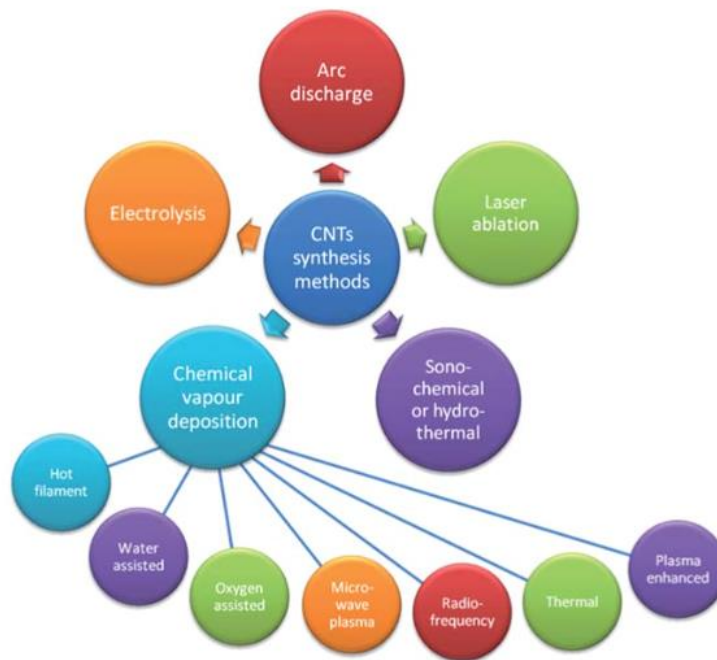 Arc
discharge
Electrolysis
Laser
ablation
CNTs
synthesis
methods
Chemical
vapour
deposition
Sono-
chemical
or hydro-
thermal
Hot
filament
Water
assisted
Oxygen
assisted
Micro-
wave
plasma
Radio-
frequency
Thermal
Plasma
enhanced